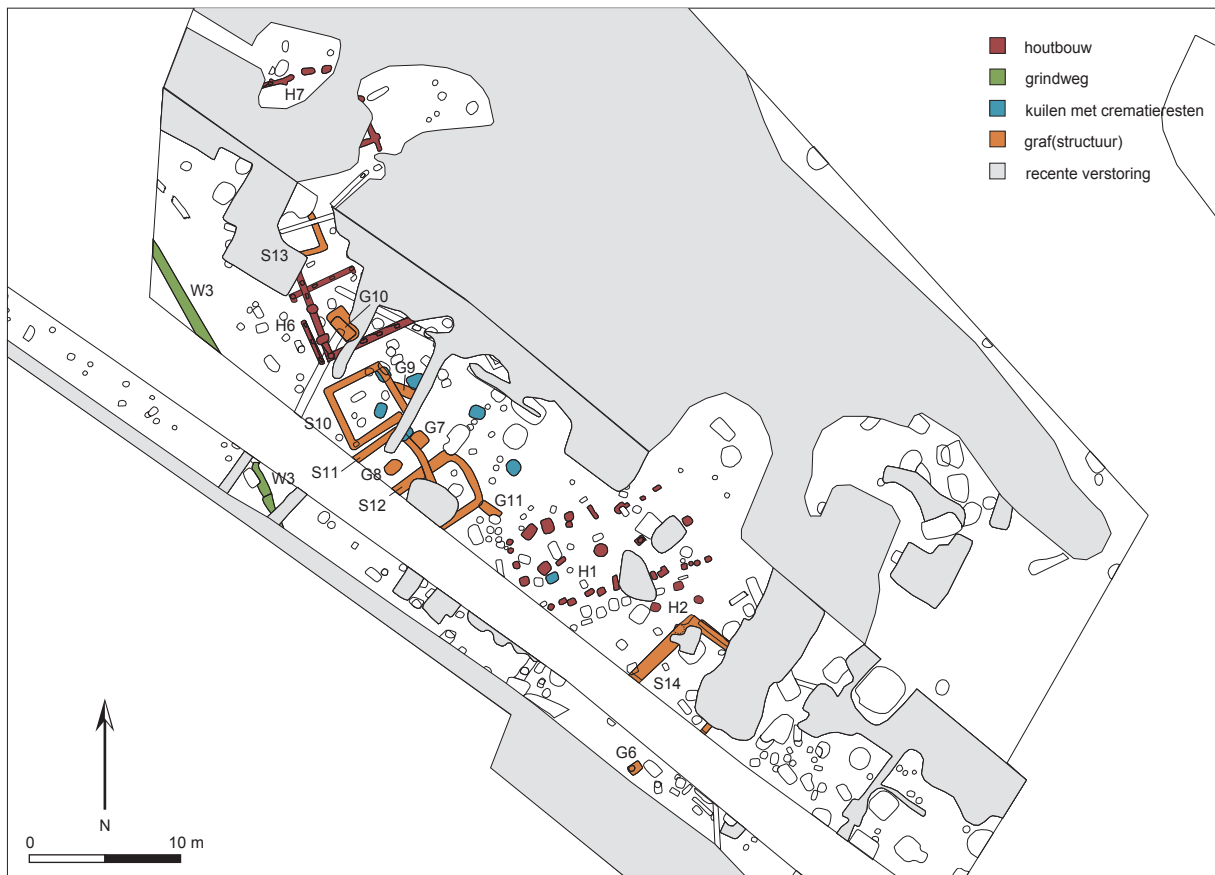 houtbouw
grindweg
kuilen met crematieresten
graf(structuur)
recente verstoring
H7
S13
W3
G10
H6
G9
S10
G7
S11
G8
W3
S12
G11
H1
H2
S14
G6
N
0 10 m